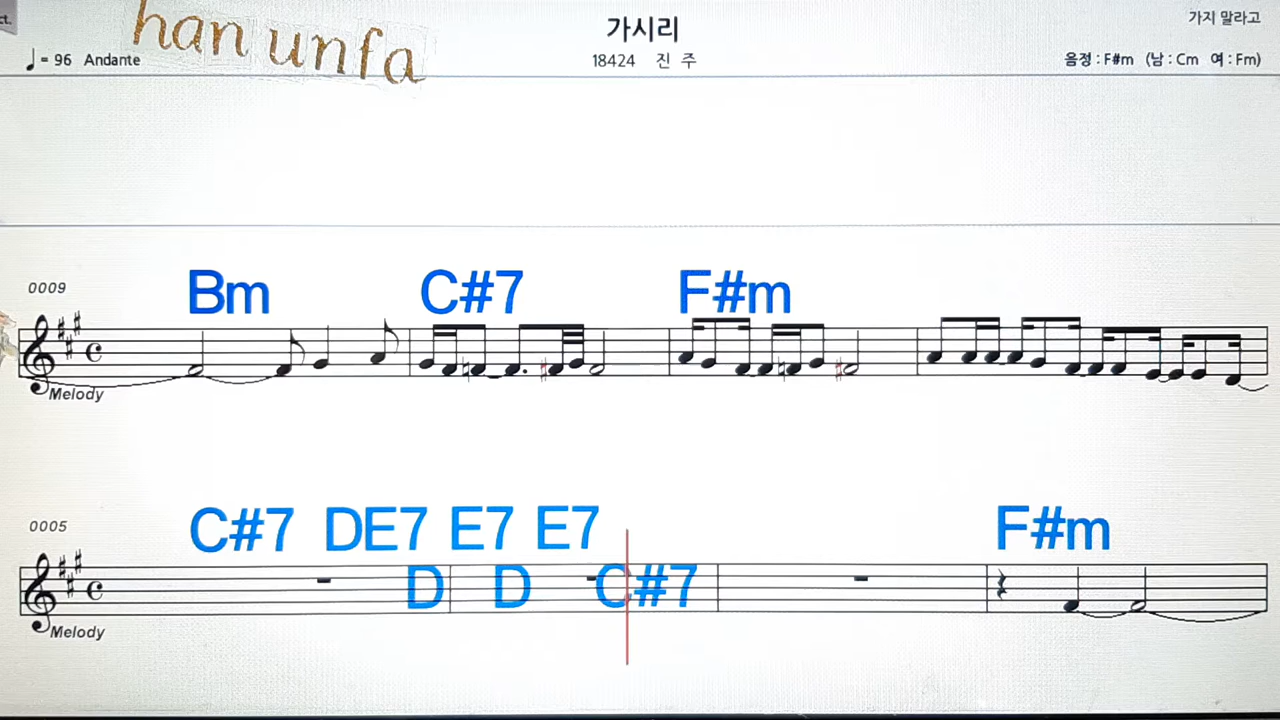 ct.
han unfa
가시리
가지 말라고
♩ = 96 Andante
18424 진 주
음정 : F#m (남 : Cm 여 : Fm)
0009
Bm C#7 F#m
Melody
0005
C#7 DE7 E7 E7 F#m
D D C#7
Melody